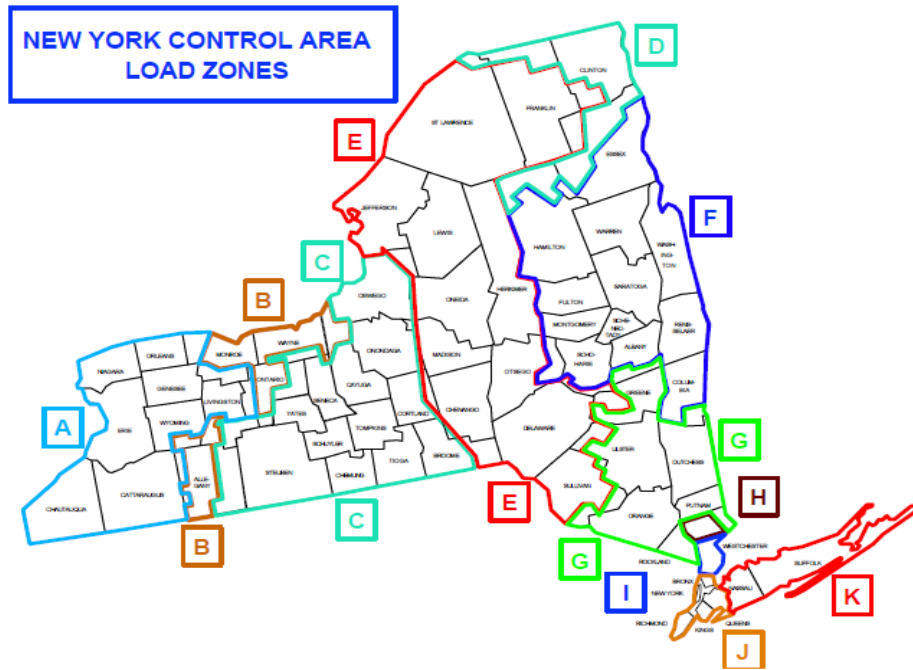 NEW YORK CONTROL AREA
LOAD ZONES
D
CLINTON
FRANKLIN
ST LAWRENCE
E
ESSEX
JEFFERSON
F
LEWIS
HAMILTON
WARREN
WASH-
ING-
TON
C
OSWEGO
ONEIDA
HERKIMER
SARATOGA
B
FULTON
MONTGOMERY
SCHE-
NEC-
TADY
RENS-
SELAER
ORLEANS
MONROE
WAYNE
ONONDAGA
MADISON
OTSEGO
SCHO-
HARIE
ALBANY
NIAGARA
GENESEE
ONTARIO
CAYUGA
SENECA
LIVINGSTON
YATES
CORTLAND
CHENANGO
GREENE
COLUM-
BIA
A
ERIE
WYOMING
TOMPKINS
SCHUYLER
DELAWARE
G
ULSTER
DUTCHESS
ALLE-
GANY
STEUBEN
CHEMUNG
TIOGA
BROOME
CATTARAUGUS
CHAUTAUQUA
SULLIVAN
H
E
PUTNAM
ORANGE
C
B
G
ROCKLAND
WESTCHESTER
SUFFOLK
I
BRONX
NEW YORK
NASSAU
K
RICHMOND
KINGS
QUEENS
J